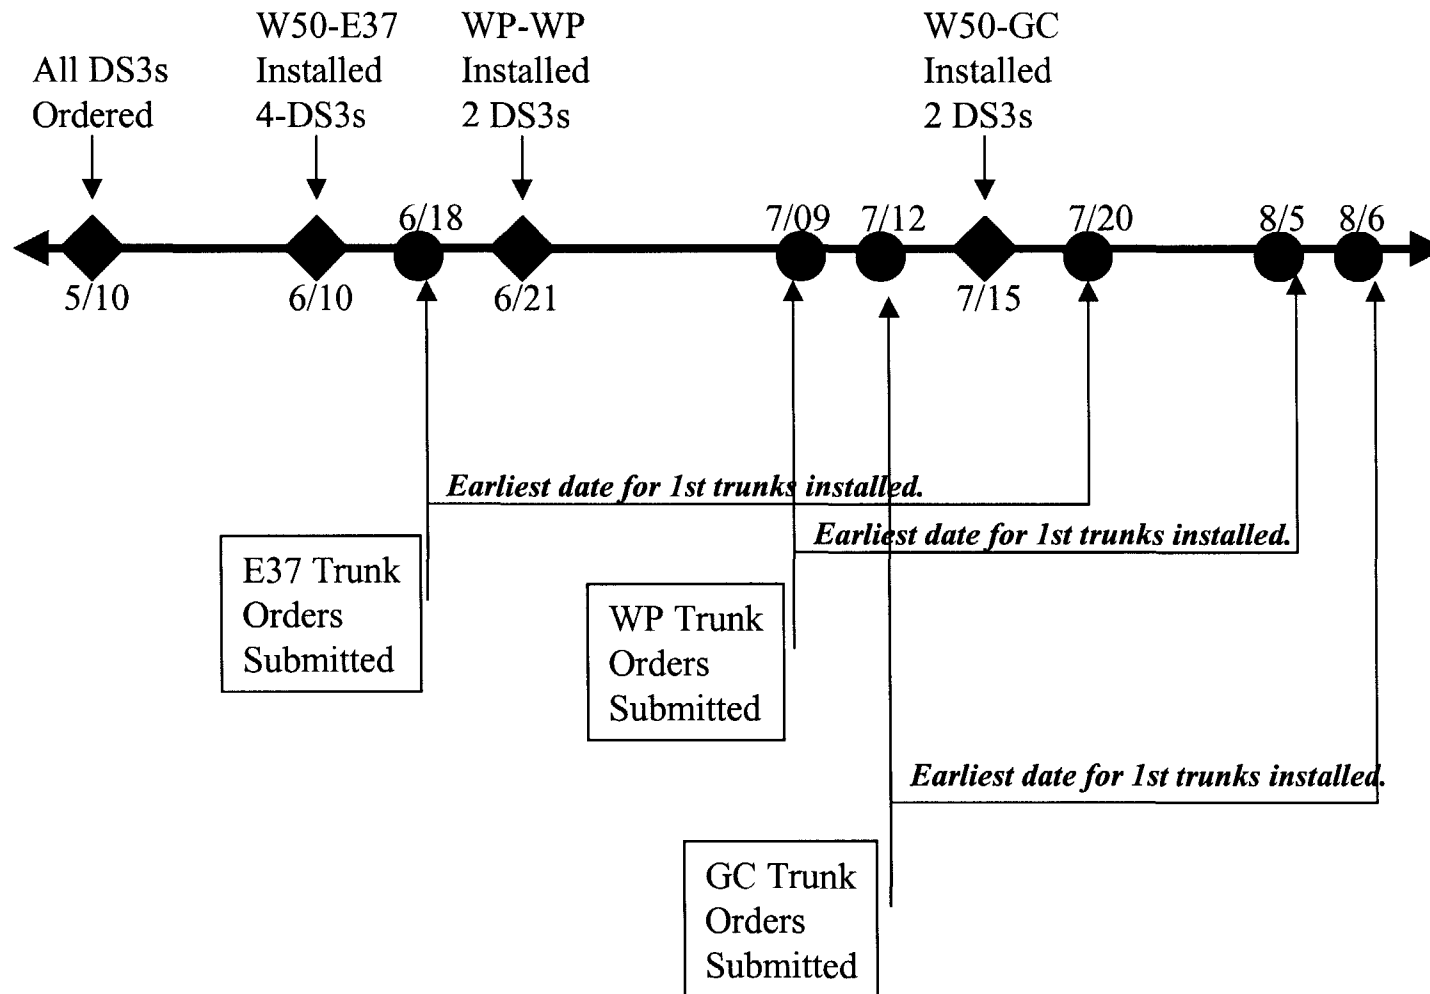 All DS3s
Ordered
W50-E37
Installed
4-DS3s
WP-WP
Installed
2 DS3s
W50-GC
Installed
2 DS3s
6/18
7/09
7/12
7/20
8/5
8/6
5/10
6/10
6/21
7/15
Earliest date for 1st trunks installed.
Earliest date for 1st trunks installed.
E37 Trunk
Orders
Submitted
WP Trunk
Orders
Submitted
Earliest date for 1st trunks installed.
GC Trunk
Orders
Submitted